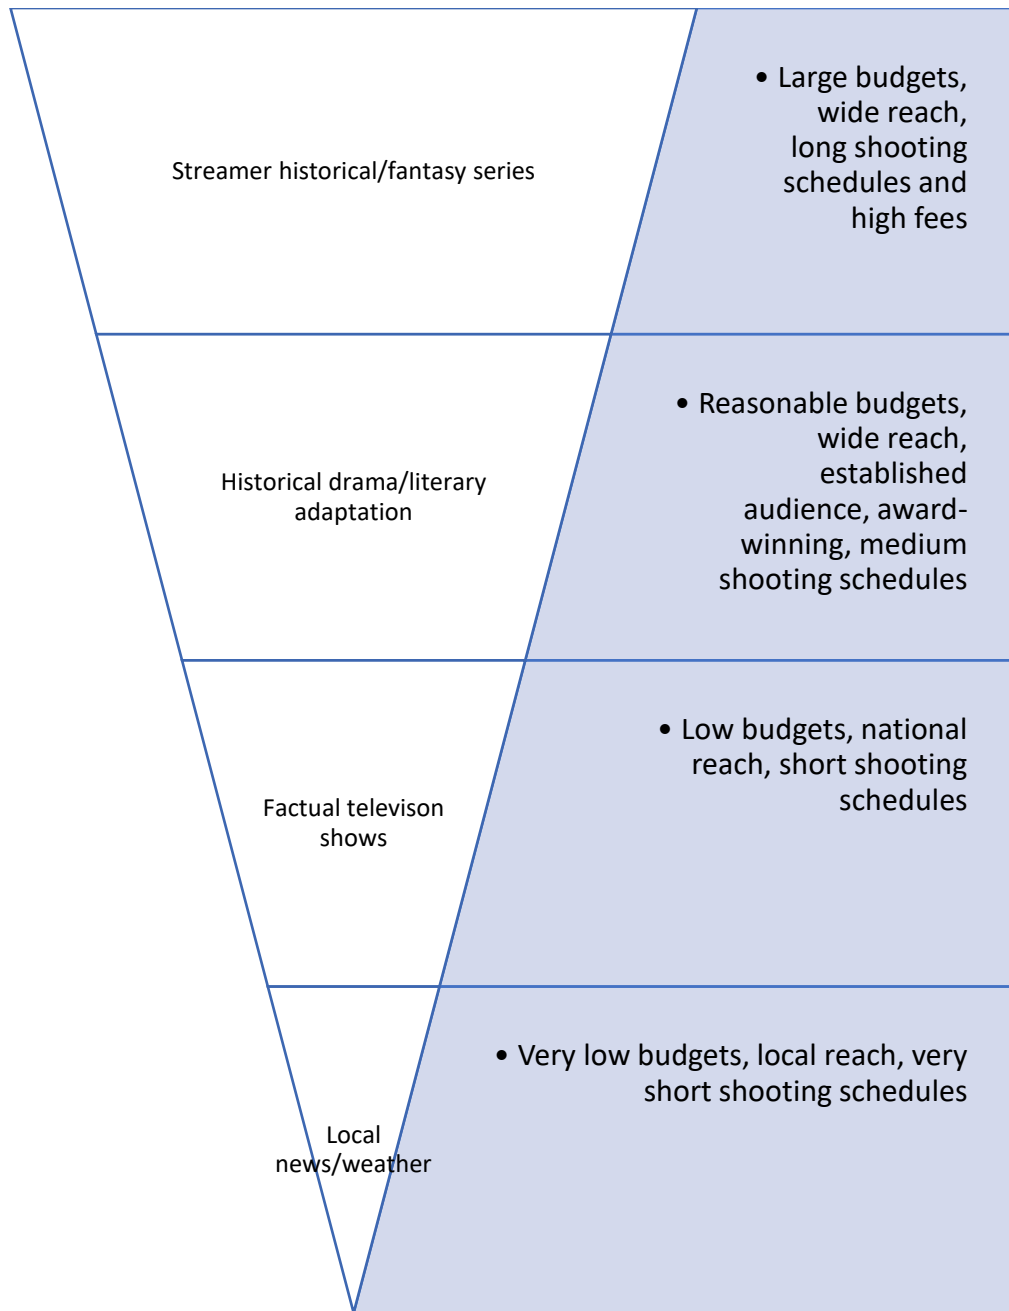 Streamer historical/fantasy series
• Large budgets,
wide reach,
long shooting
schedules and
high fees
Historical drama/literary
adaptation
• Reasonable budgets,
wide reach,
established
audience, award-
winning, medium
shooting schedules
Factual televison
shows
• Low budgets, national
reach, short shooting
schedules
Local
news/weather
• Very low budgets, local reach, very
short shooting schedules